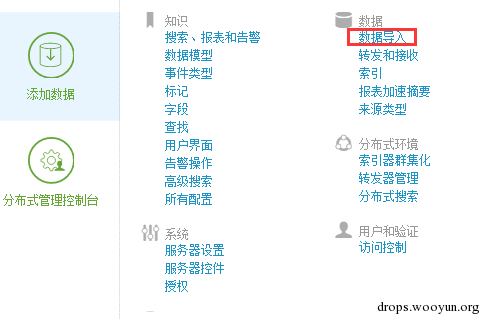 添加数据
分布式管理控制台
知识
搜索、报表和告警
数据模型
事件类型
标记
字段
查找
用户界面
告警操作
高级搜索
所有配置
系统
服务器设置
服务器控件
授权
数据
数据导入
转发和接收
索引
报表加速摘要
来源类型
分布式环境
索引器群集化
转发器管理
分布式搜索
用户和验证
访问控制
drops.wooyun.org